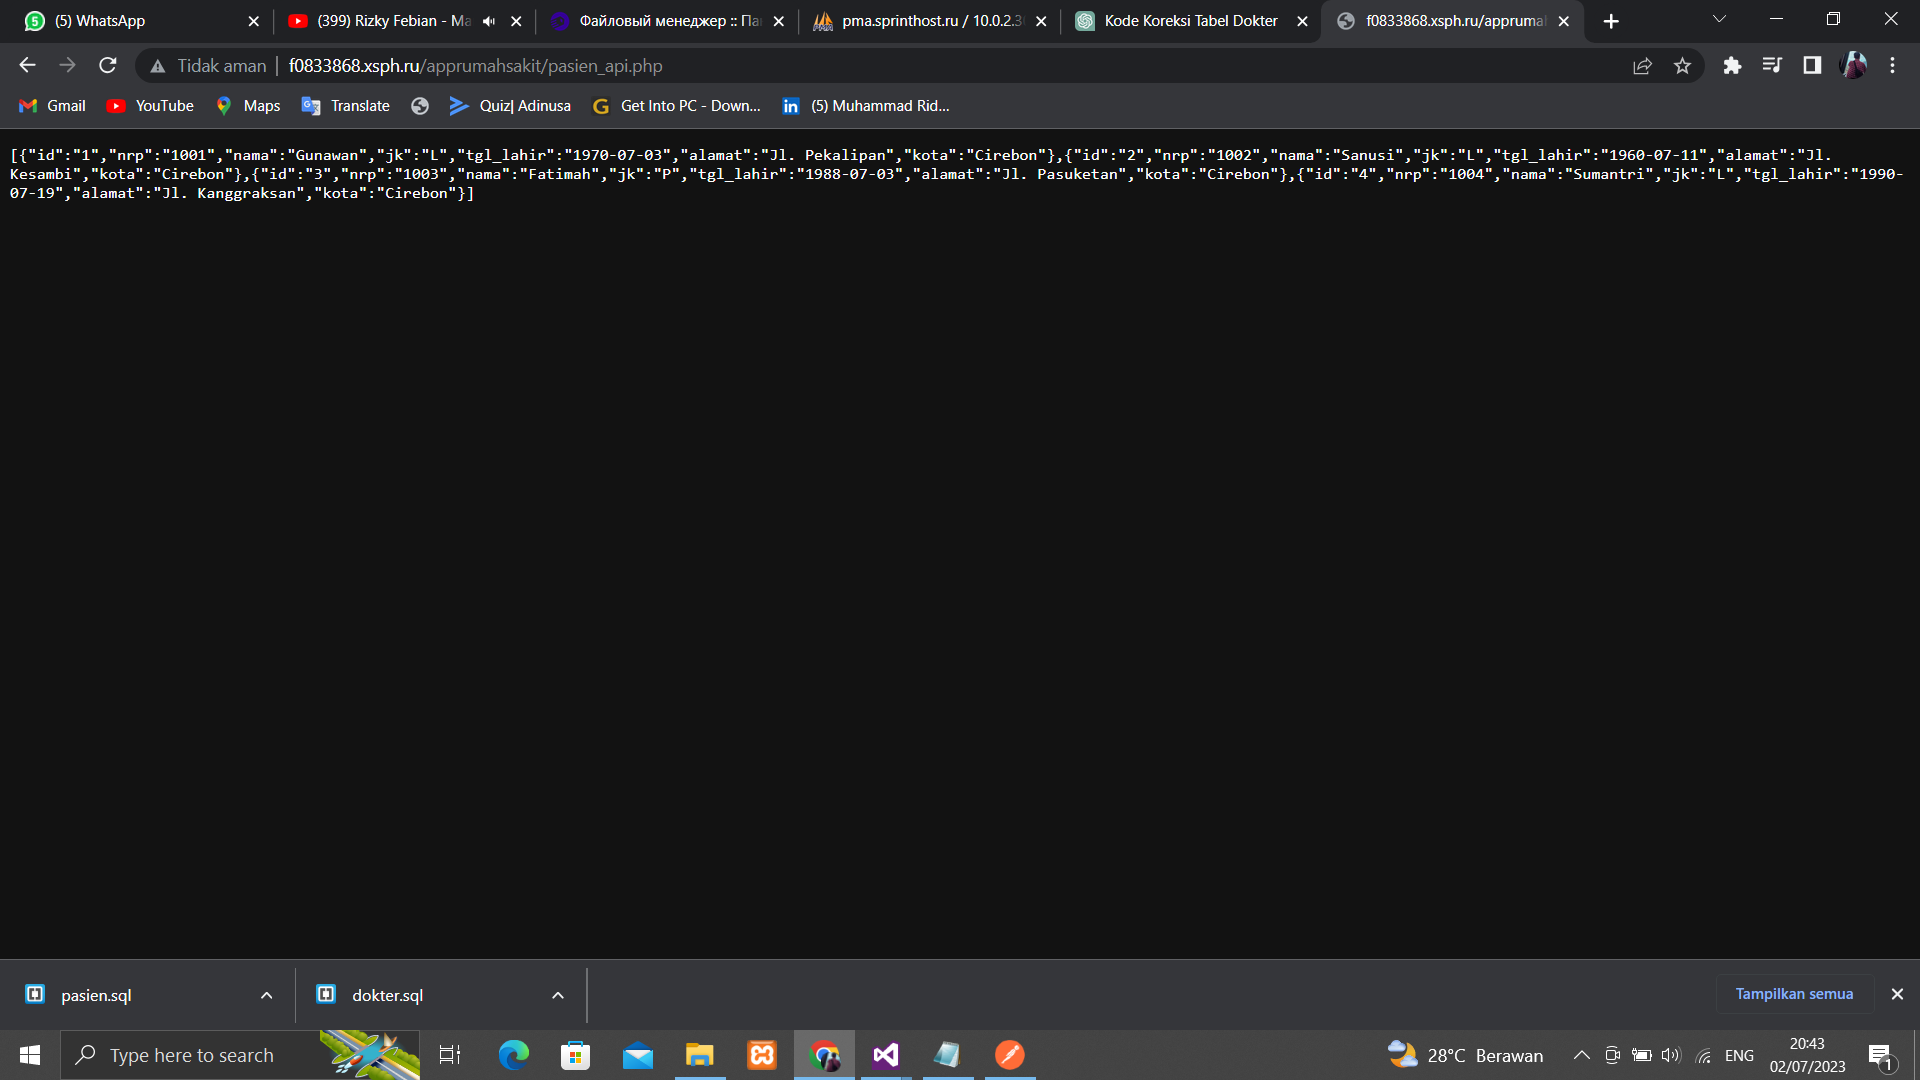 (5) WhatsApp
(399) Rizky Febian - Ma
Файловый менеджер :: Па
pma.sprinthost.ru / 10.0.2.3
Kode Koreksi Tabel Dokter
f0833868.xsph.ru/apprumah
Tidak aman
f0833868.xsph.ru/apprumahsakit/pasien_api.php
Gmail
YouTube
Maps
Translate
Quiz| Adinusa
Get Into PC - Down...
(5) Muhammad Rid...
[{"id":"1","nrp":"1001","nama":"Gunawan","jk":"L","tgl_lahir":"1970-07-03","alamat":"Jl. Pekalipan","kota":"Cirebon"},{"id":"2","nrp":"1002","nama":"Sanusi","jk":"L","tgl_lahir":"1960-07-11","alamat":"Jl.
Kesambi","kota":"Cirebon"},{"id":"3","nrp":"1003","nama":"Fatimah","jk":"P","tgl_lahir":"1988-07-03","alamat":"Jl. Pasuketan","kota":"Cirebon"},{"id":"4","nrp":"1004","nama":"Sumantri","jk":"L","tgl_lahir":"1990-
07-19","alamat":"Jl. Kanggraksan","kota":"Cirebon"}]
pasien.sql
dokter.sql
Tampilkan semua
Type here to search
28°C Berawan
ENG
20:43
02/07/2023
1